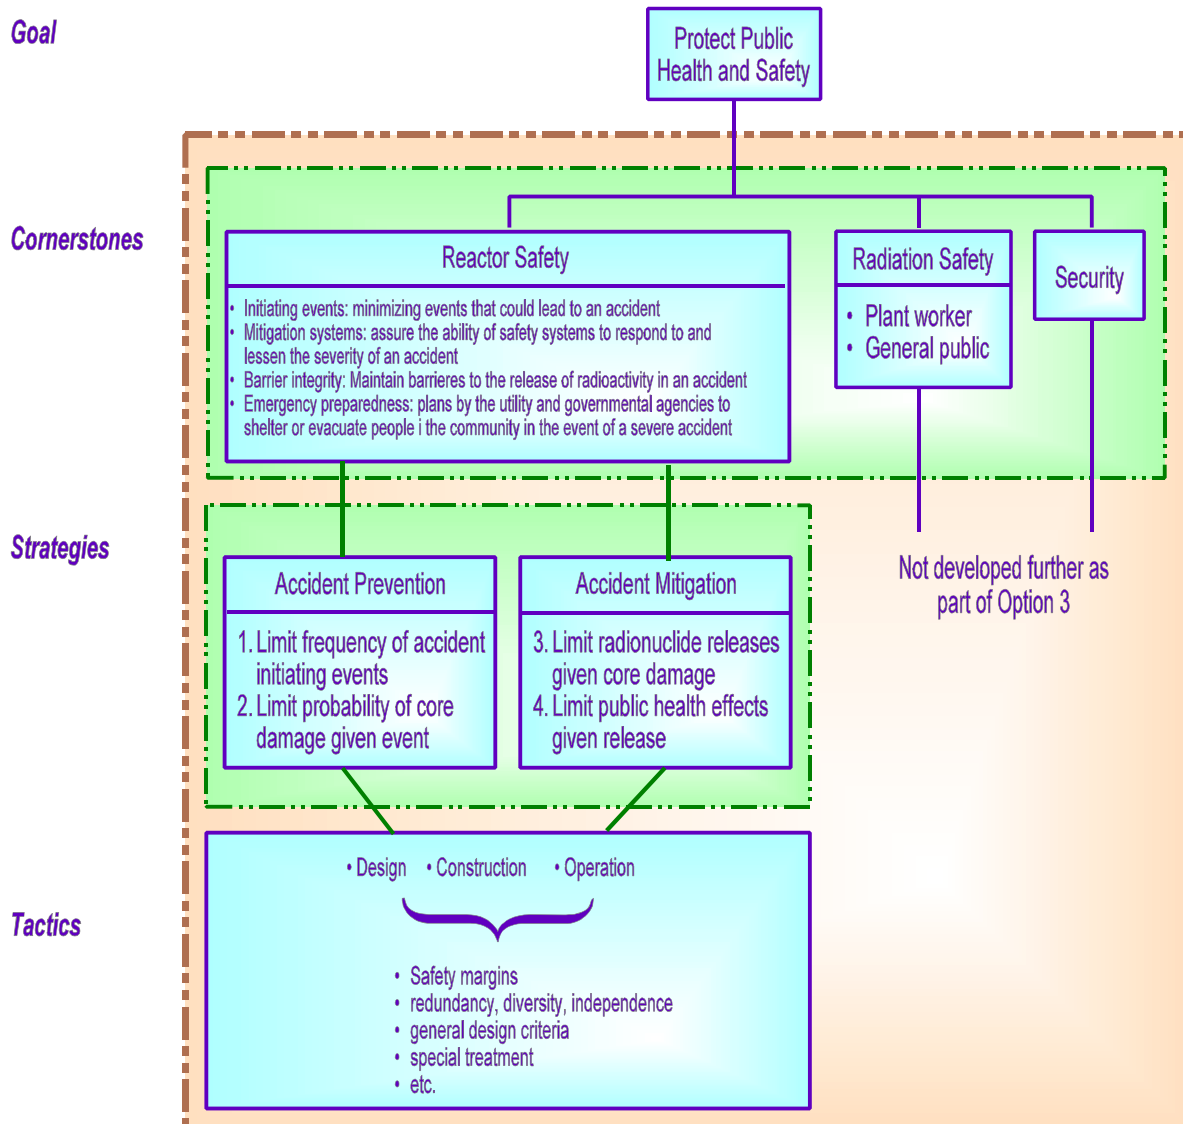 Goal
Protect Public
Health and Safety
Cornerstones
Reactor Safety
• Initiating events: minimizing events that could lead to an accident
• Mitigation systems: assure the ability of safety systems to respond to and
lessen the severity of an accident
• Barrier integrity: Maintain barrieres to the release of radioactivity in an accident
• Emergency preparedness: plans by the utility and governmental agencies to
shelter or evacuate people i the community in the event of a severe accident
Radiation Safety
• Plant worker
• General public
Security
Strategies
Accident Prevention
1. Limit frequency of accident
initiating events
2. Limit probability of core
damage given event
Accident Mitigation
3. Limit radionuclide releases
given core damage
4. Limit public health effects
given release
Not developed further as
part of Option 3
Tactics
• Design • Construction • Operation
• Safety margins
• redundancy, diversity, independence
• general design criteria
• special treatment
• etc.